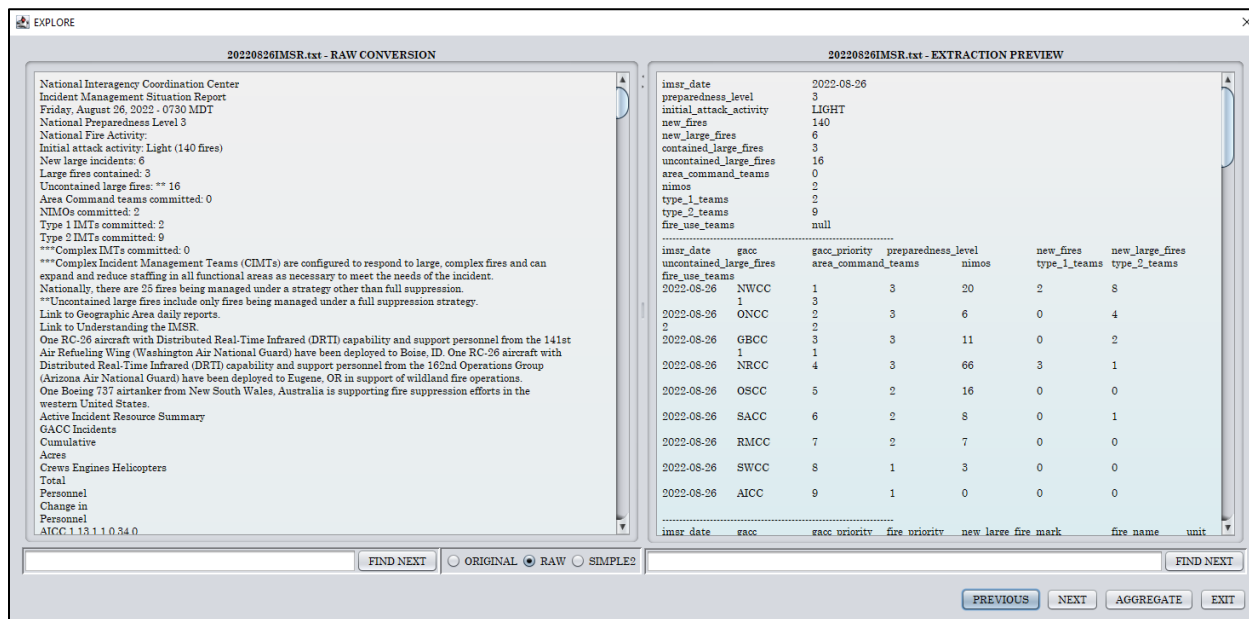 EXPLORE
20220826IMSR.txt - RAW CONVERSION
National Interagency Coordination Center
Incident Management Situation Report
Friday, August 26, 2022 - 0730 MDT
National Preparedness Level 3
National Fire Activity:
Initial attack activity: Light (140 fires)
New large incidents: 6
Large fires contained: 3
Uncontained large fires: ** 16
Area Command teams committed: 0
NIMOs committed: 2
Type 1 IMTs committed: 2
Type 2 IMTs committed: 9
***Complex IMTs committed: 0
***Complex Incident Management Teams (CIMTs) are configured to respond to large, complex fires and can
expand and reduce staffing in all functional areas as necessary to meet the needs of the incident.
Nationally, there are 25 fires being managed under a strategy other than full suppression.
**Uncontained large fires include only fires being managed under a full suppression strategy.
Link to Geographic Area daily reports.
Link to Understanding the IMSR.
One RC-26 aircraft with Distributed Real-Time Infrared (DRTI) capability and support personnel from the 141st
Air Refueling Wing (Washington Air National Guard) have been deployed to Boise, ID. One RC-26 aircraft with
Distributed Real-Time Infrared (DRTI) capability and support personnel from the 162nd Operations Group
(Arizona Air National Guard) have been deployed to Eugene, OR in support of wildland fire operations.
One Boeing 737 airtanker from New South Wales, Australia is supporting fire suppression efforts in the
western United States.
Active Incident Resource Summary
GACC Incidents
Cumulative
Acres
Crews Engines Helicopters
Total
Personnel
Change in
Personnel
AICC 1 13 1 1 0 34 0
20220826IMSR.txt - EXTRACTION PREVIEW
imsr_date 2022-08-26
preparedness_level 3
initial_attack_activity LIGHT
new_fires 140
new_large_fires 6
contained_large_fires 3
uncontained_large_fires 16
area_command_teams 0
nimos 2
type_1_teams 2
type_2_teams 9
fire_use_teams null
--------------------------------------------------------------------------------
imsr_date gacc gacc_priority preparedness_level new_fires new_large_fires
uncontained_large_fires area_command_teams nimos type_1_teams type_2_teams
fire_use_teams
2022-08-26 NWCC 1 3 20 2 8
1 3
2022-08-26 ONCC 2 3 6 0 4
2 2
2022-08-26 GBCC 3 3 11 0 2
1 1
2022-08-26 NRCC 4 3 66 3 1
2022-08-26 OSCC 5 2 16 0 0
2022-08-26 SACC 6 2 8 0 1
2022-08-26 RMCC 7 2 7 0 0
2022-08-26 SWCC 8 1 3 0 0
2022-08-26 AICC 9 1 0 0 0
--------------------------------------------------------------------------------
imsr_date gacc gacc_priority fire_priority new_large_fire_mark fire_name unit
FIND NEXT ORIGINAL RAW SIMPLE2 FIND NEXT
PREVIOUS NEXT AGGREGATE EXIT